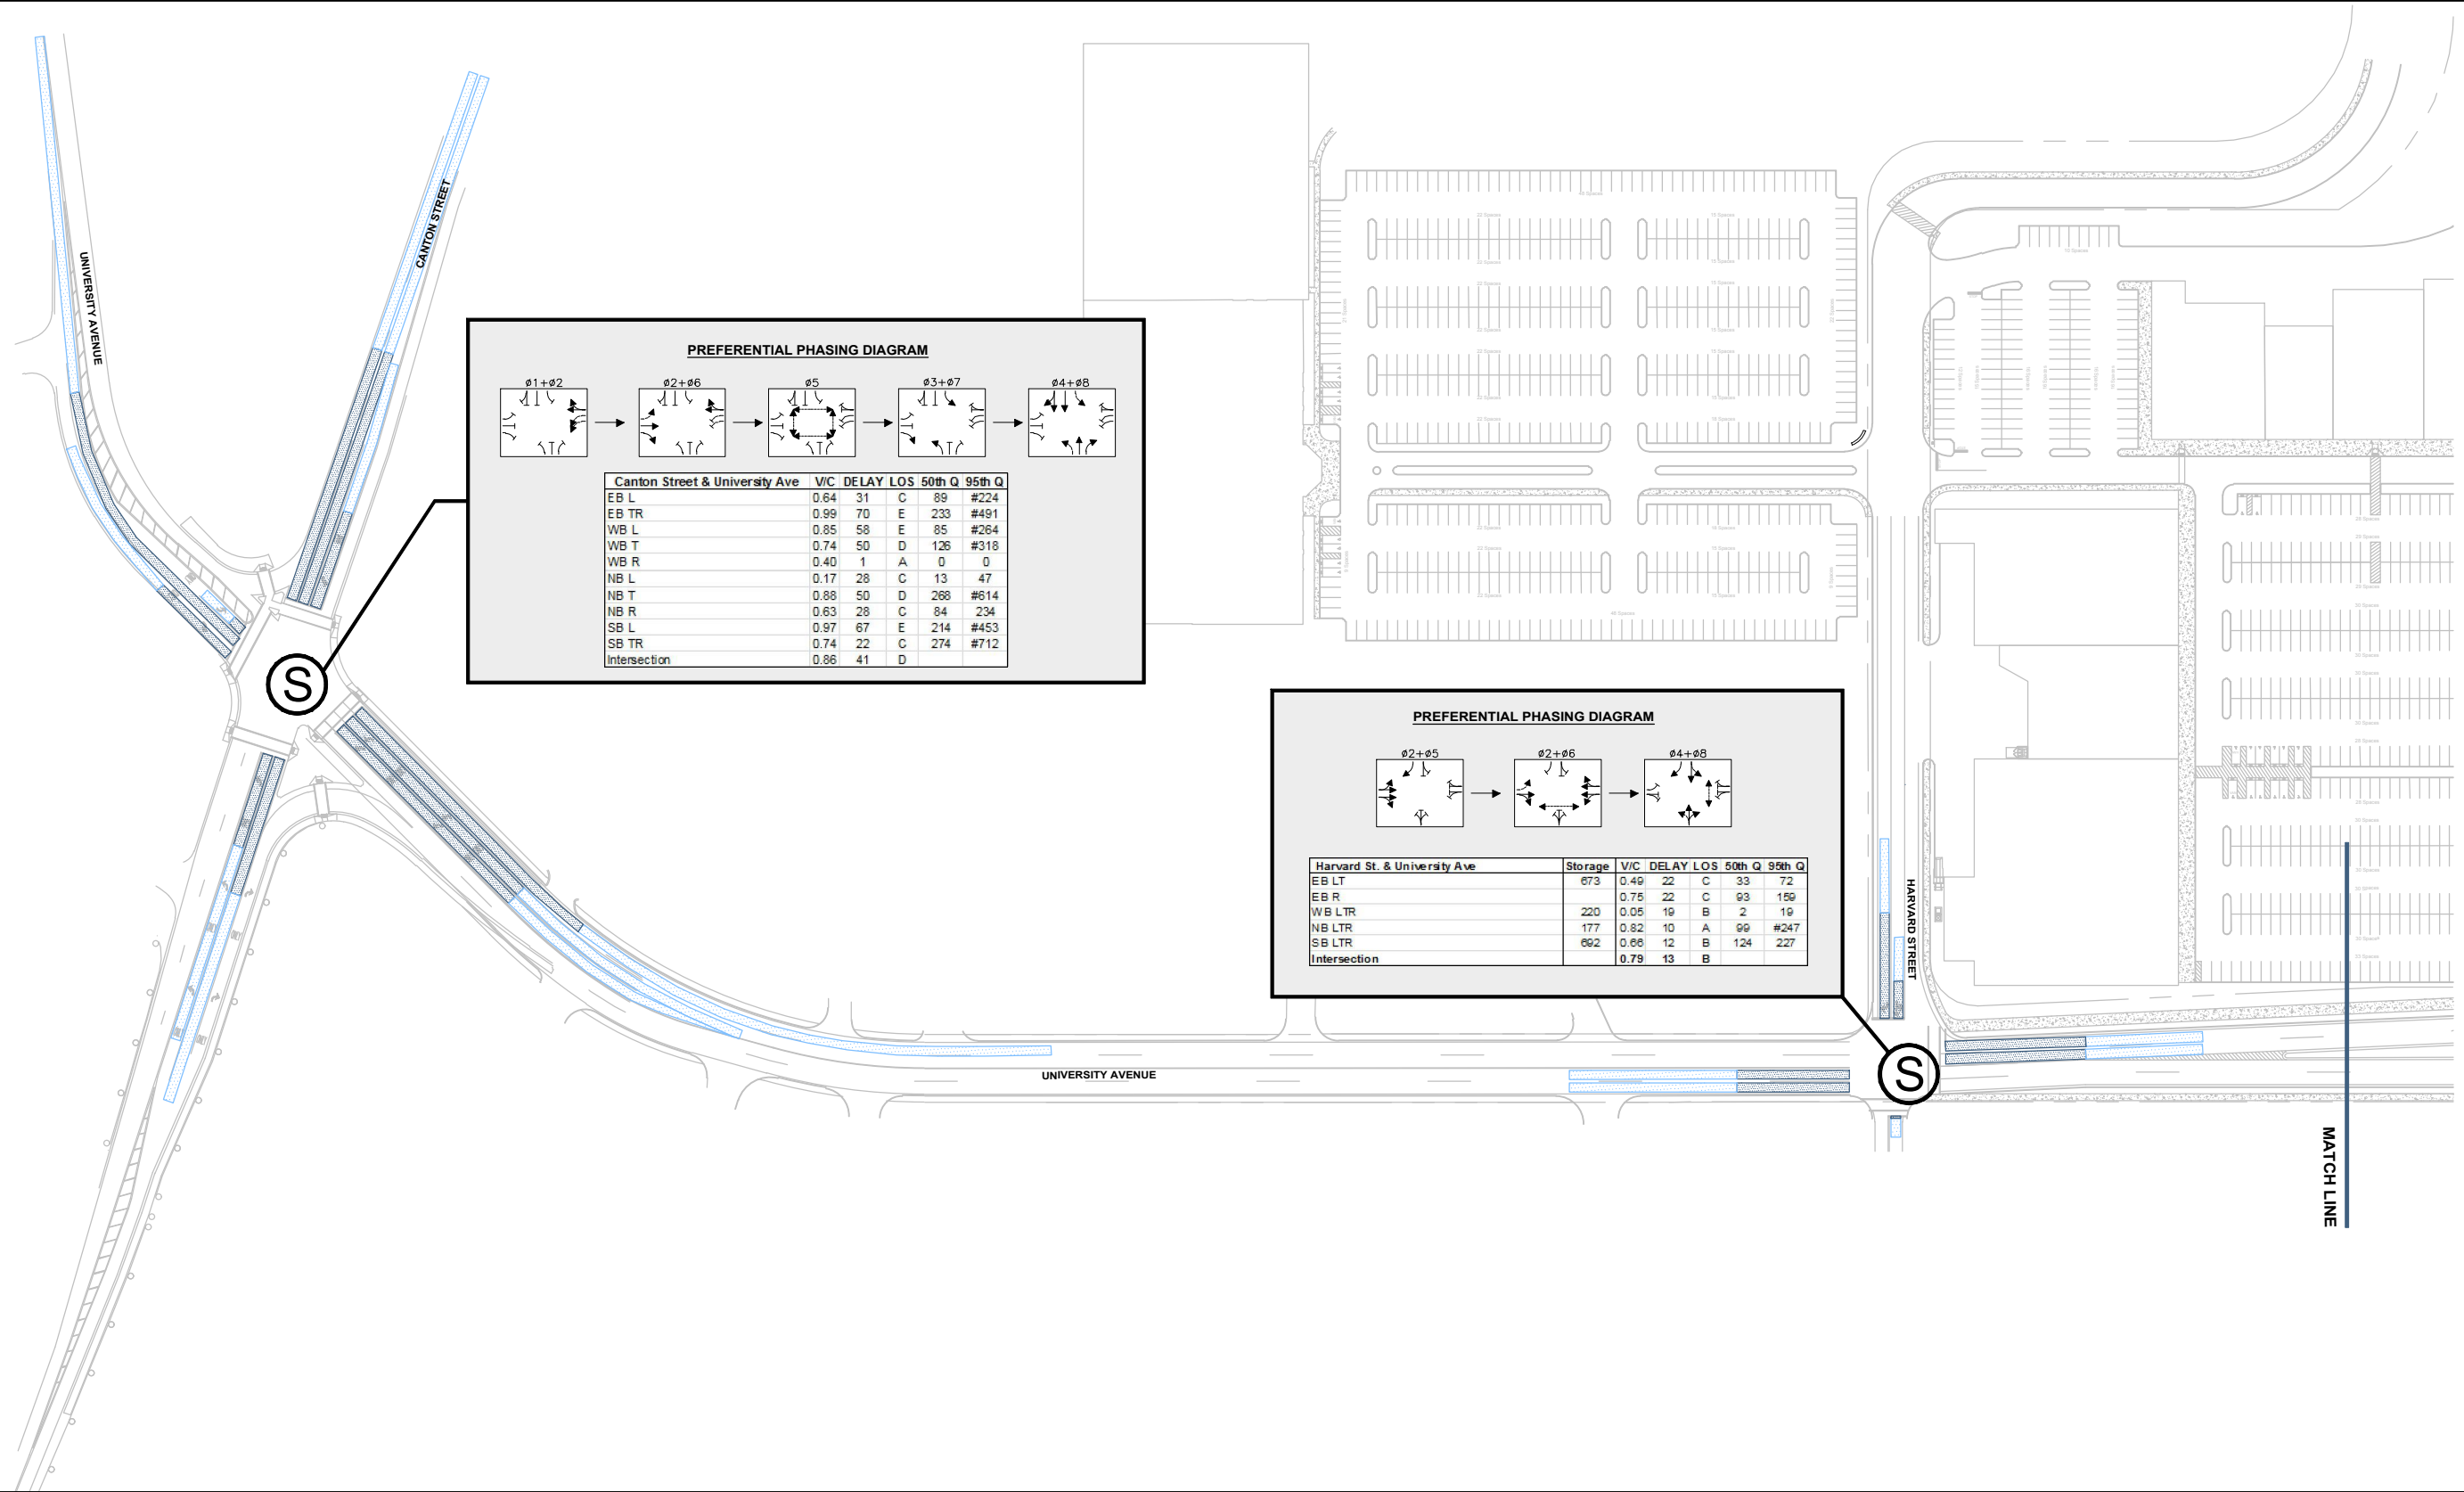 UNIVERSITY AVENUE
CANTON STREET
PREFERENTIAL PHASING DIAGRAM
ø1+ø2 ø2+ø6 ø5 ø3+ø7 ø4+ø8
Canton Street & University Ave V/C DELAY LOS 50th Q 95th Q
EB L 0.64 31 C 89 #224
EB TR 0.99 70 E 233 #491
WB L 0.85 58 E 85 #264
WB T 0.74 50 D 126 #318
WB R 0.40 1 A 0 0
NB L 0.17 28 C 13 47
NB T 0.88 50 D 268 #614
NB R 0.63 28 C 84 234
SB L 0.97 67 E 214 #453
SB TR 0.74 22 C 274 #712
Intersection 0.86 41 D
S
PREFERENTIAL PHASING DIAGRAM
ø2+ø5 ø2+ø6 ø4+ø8
Harvard St. & University Ave Storage V/C DELAY LOS 50th Q 95th Q
EB LT 673 0.49 22 C 33 72
EB R 0.75 22 C 93 159
WB LTR 220 0.05 19 B 2 19
NB LTR 177 0.82 10 A 99 #247
SB LTR 692 0.66 12 B 124 227
Intersection 0.79 13 B
HARVARD STREET
S
UNIVERSITY AVENUE
MATCH LINE